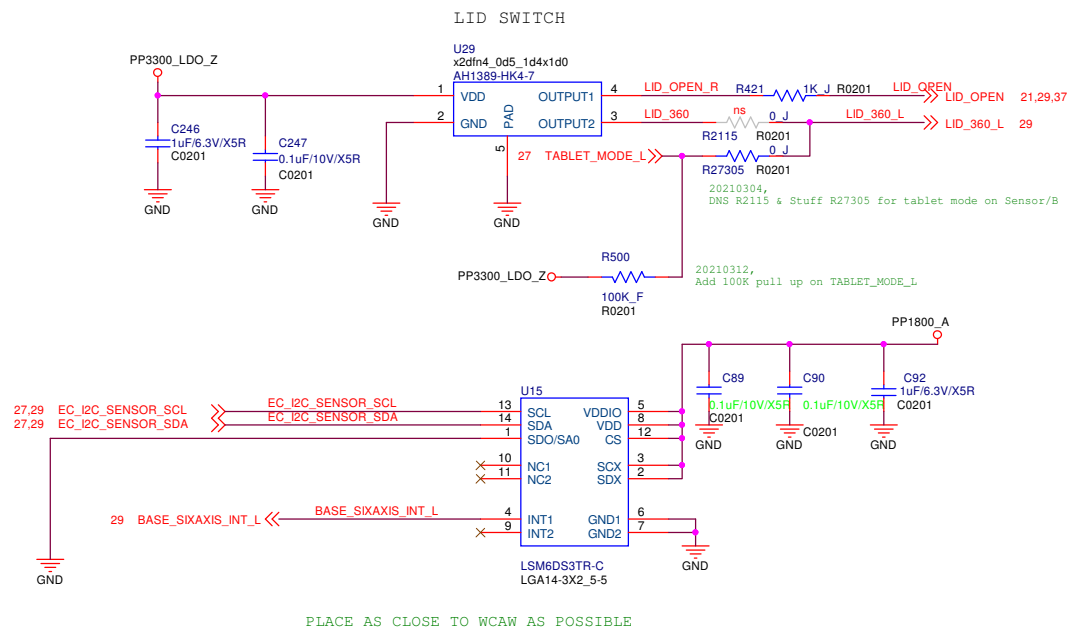 LID SWITCH
U29
x2dfn4_0d5_1d4x1d0
AH1389-HK4-7
PP3300_LDO_Z
1 VDD OUTPUT1 4 LID_OPEN_R R421 1K_J R0201 LID_OPEN LID_OPEN 21,29,37
2 GND PAD OUTPUT2 3 LID_360 ns 0_J LID_360_L LID_360_L 29
R2115 R0201
5
27 TABLET_MODE_L 0_J
R27305 R0201
C246
1uF/6.3V/X5R
C0201
C247
0.1uF/10V/X5R
C0201
GND
GND
GND
GND
20210304,
DNS R2115 & Stuff R27305 for tablet mode on Sensor/B
PP3300_LDO_Z
R500
100K_F
R0201
20210312,
Add 100K pull up on TABLET_MODE_L
PP1800_A
C89
0.1uF/10V/X5R
C0201
GND
C90
0.1uF/10V/X5R
C0201
GND
C92
1uF/6.3V/X5R
C0201
GND
U15
27,29 EC_I2C_SENSOR_SCL EC_I2C_SENSOR_SCL 13 SCL VDDIO 5
27,29 EC_I2C_SENSOR_SDA EC_I2C_SENSOR_SDA 14 SDA VDD 8
1 SDO/SA0 CS 12
10 NC1 SCX 3
11 NC2 SDX 2
29 BASE_SIXAXIS_INT_L BASE_SIXAXIS_INT_L 4 INT1 GND1 6
9 INT2 GND2 7
GND
GND
LSM6DS3TR-C
LGA14-3X2_5-5
PLACE AS CLOSE TO WCAW AS POSSIBLE